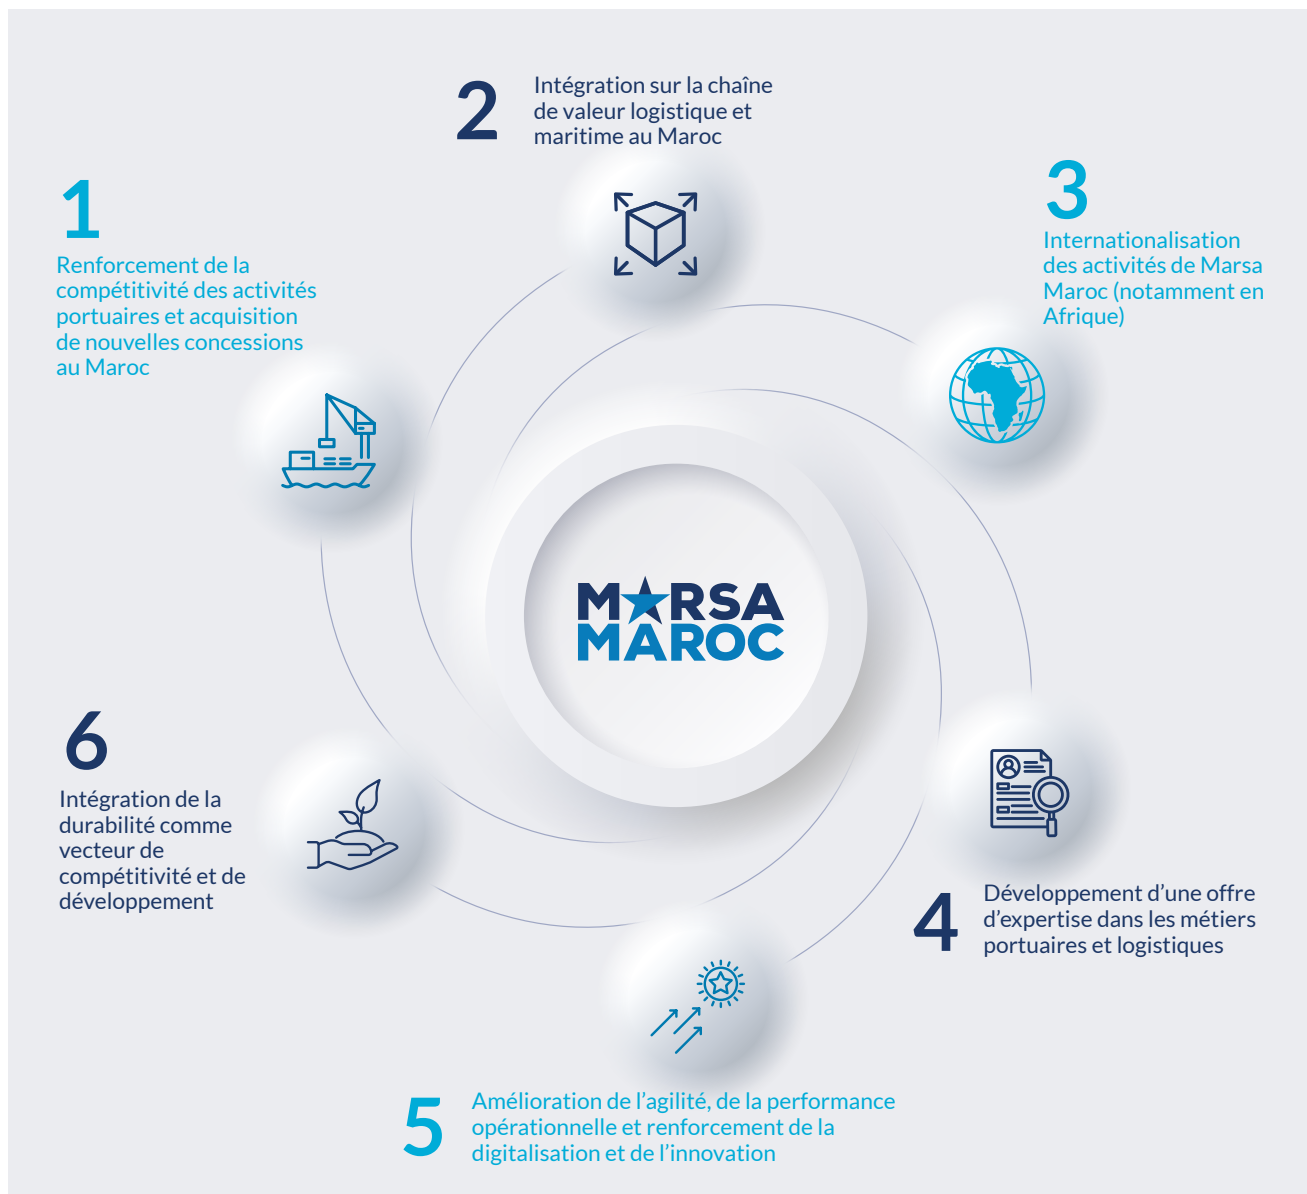 1
Renforcement de la
compétitivité des activités
portuaires et acquisition
de nouvelles concessions
au Maroc
2
Intégration sur la chaîne
de valeur logistique et
maritime au Maroc
3
Internationalisation
des activités de Marsa
Maroc (notamment en
Afrique)
MARSA
MAROC
4
Développement d’une offre
d’expertise dans les métiers
portuaires et logistiques
5
Amélioration de l’agilité, de la performance
opérationnelle et renforcement de la
digitalisation et de l’innovation
6
Intégration de la
durabilité comme
vecteur de
compétitivité et de
développement